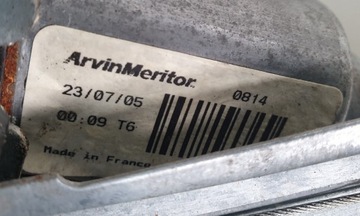 ArvinMeritor
0814
23/07/05
00:09 T6
Made in France